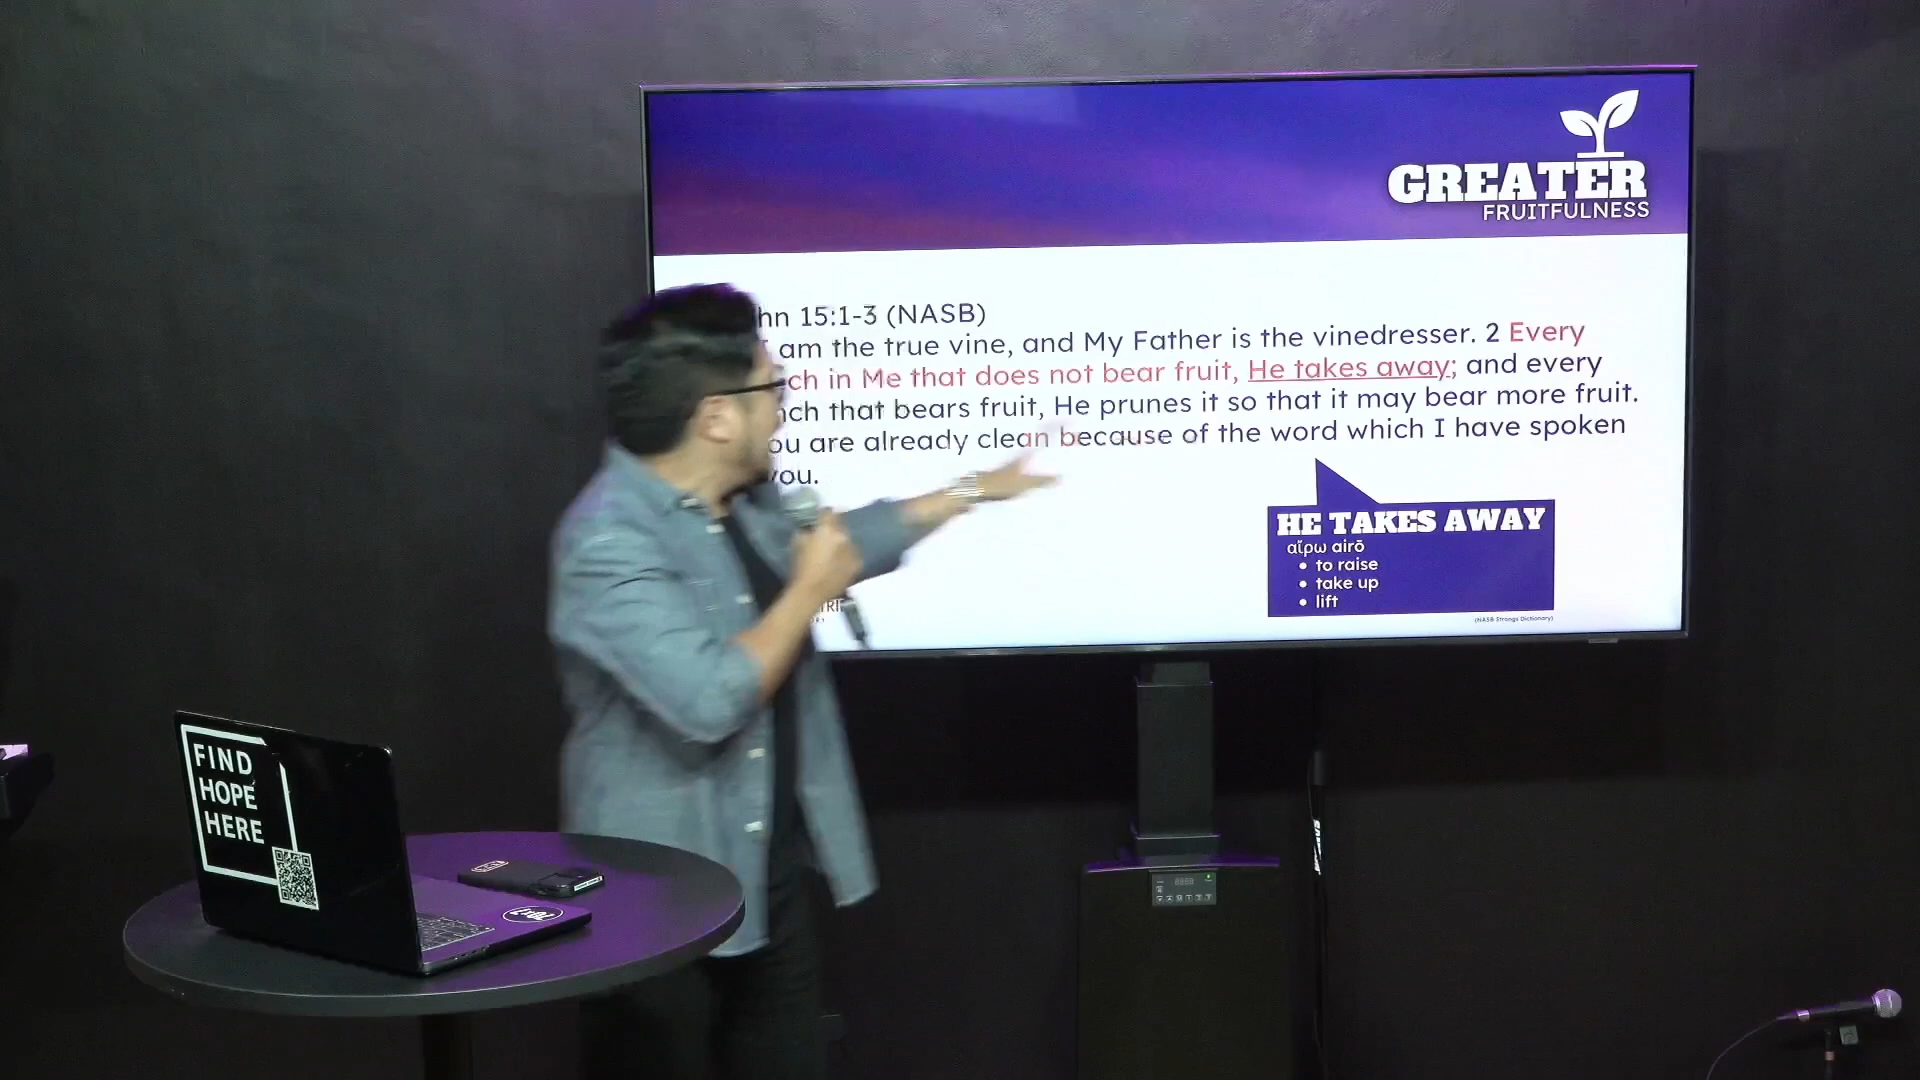 GREATER
FRUITFULNESS
hn 15:1-3 (NASB)
am the true vine, and My Father is the vinedresser. 2 Every
ch in Me that does not bear fruit, He takes away; and every
nch that bears fruit, He prunes it so that it may bear more fruit.
ou are already clean because of the word which I have spoken
you.
HE TAKES AWAY
αἴρω airō
• to raise
• take up
• lift
(NASB Strongs Dictionary)
FIND
HOPE
HERE